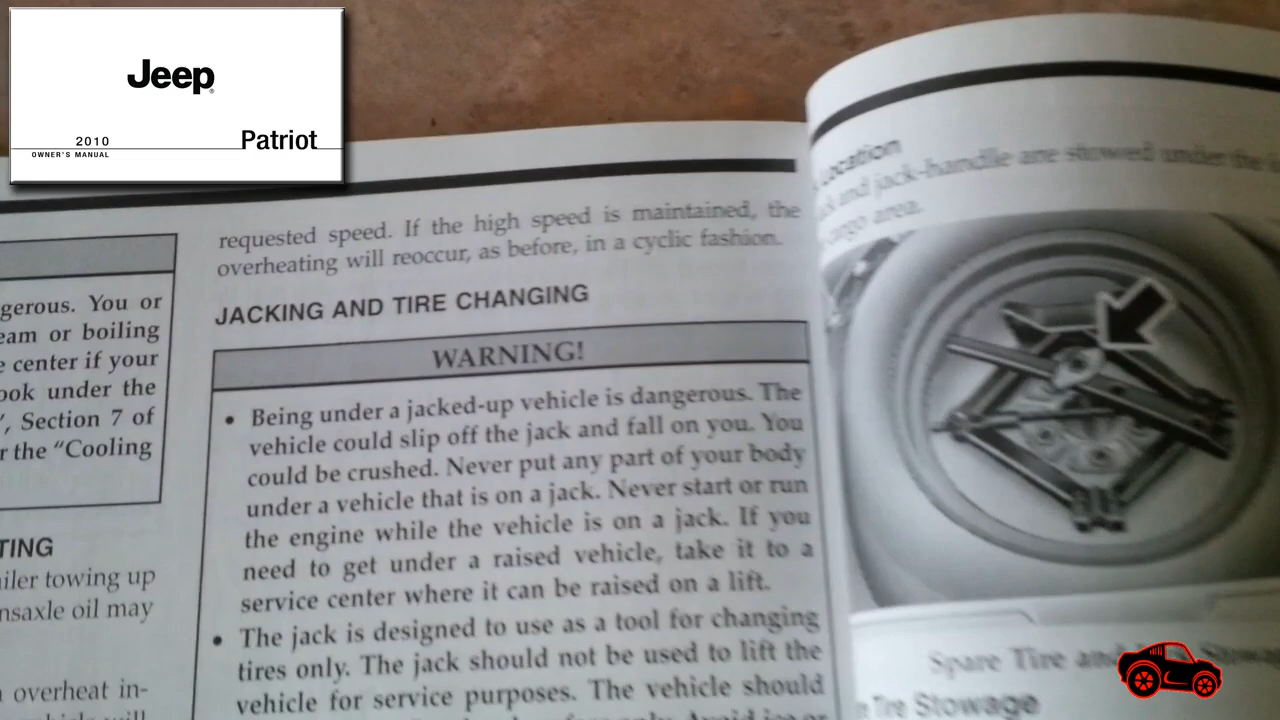 Jeep
2010
OWNER'S MANUAL
Patriot
gerous. You or
eam or boiling
e center if your
ook under the
", Section 7 of
r the "Cooling
TING
ailer towing up
nsaxle oil may
overheat in-
requested speed. If the high speed is maintained, the
overheating will reoccur, as before, in a cyclic fashion.
JACKING AND TIRE CHANGING
WARNING!
• Being under a jacked-up vehicle is dangerous. The
vehicle could slip off the jack and fall on you. You
could be crushed. Never put any part of your body
under a vehicle that is on a jack. Never start or run
the engine while the vehicle is on a jack. If you
need to get under a raised vehicle, take it to a
service center where it can be raised on a lift.
• The jack is designed to use as a tool for changing
tires only. The jack should not be used to lift the
vehicle for service purposes. The vehicle should
Location
and jack-handle are stowed under the
cargo area.
Spare Tire and
Tire Stowage